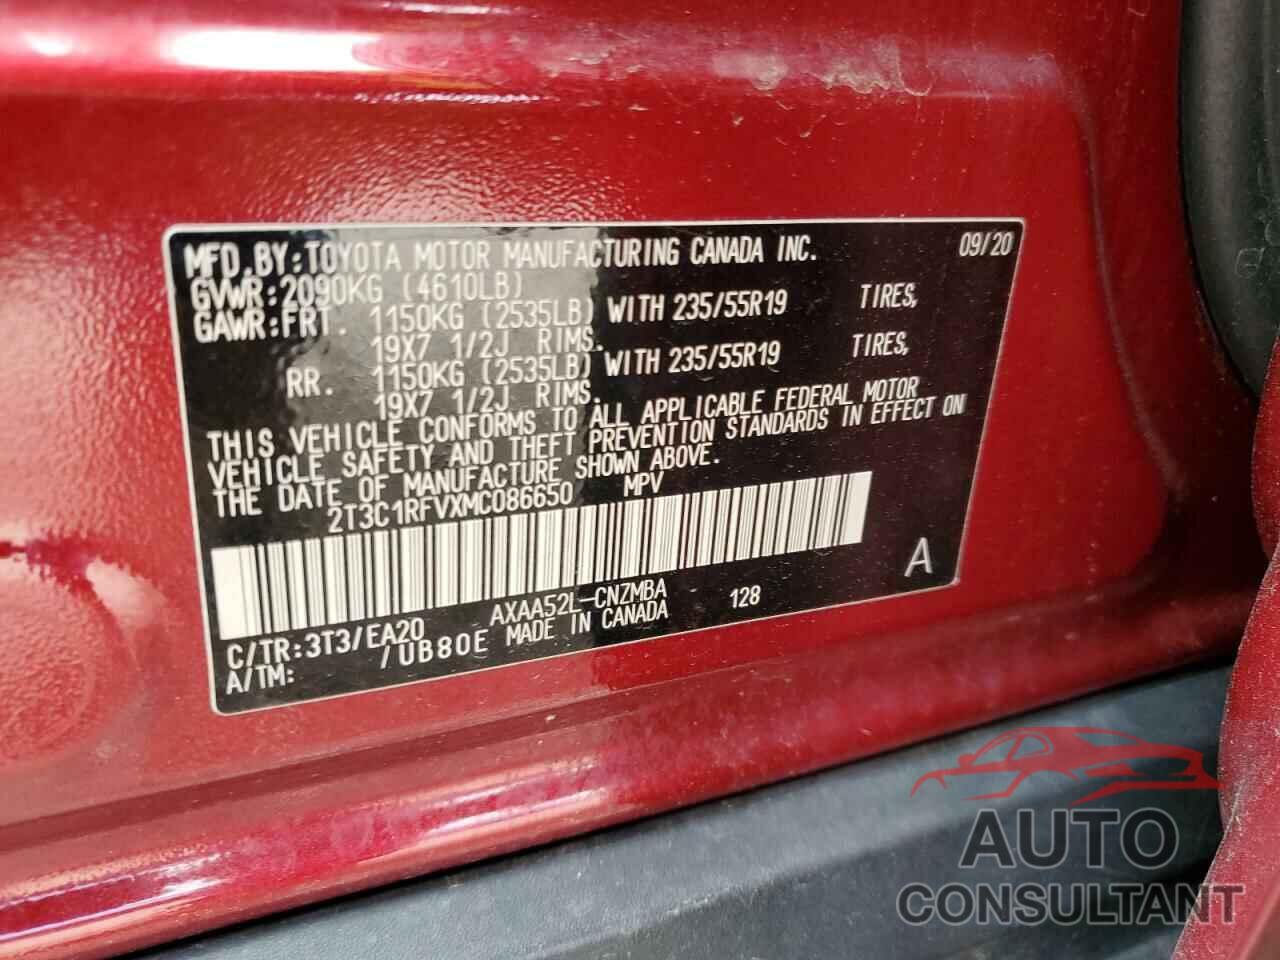 MFD.BY:TOYOTA MOTOR MANUFACTURING CANADA INC. 09/20
GVWR:2090KG (4610LB)
GAWR:FRT. 1150KG (2535LB) WITH 235/55R19 TIRES,
19X7 1/2J RIMS.
RR. 1150KG (2535LB) WITH 235/55R19 TIRES,
19X7 1/2J RIMS.
THIS VEHICLE CONFORMS TO ALL APPLICABLE FEDERAL MOTOR
VEHICLE SAFETY AND THEFT PREVENTION STANDARDS IN EFFECT ON
THE DATE OF MANUFACTURE SHOWN ABOVE.
2T3C1RFVXMC086650 MPV
A
C/TR:3T3/EA20 AXAA52L-CNZMBA 128
A/TM: /UB80E MADE IN CANADA
AUTO
CONSULTANT